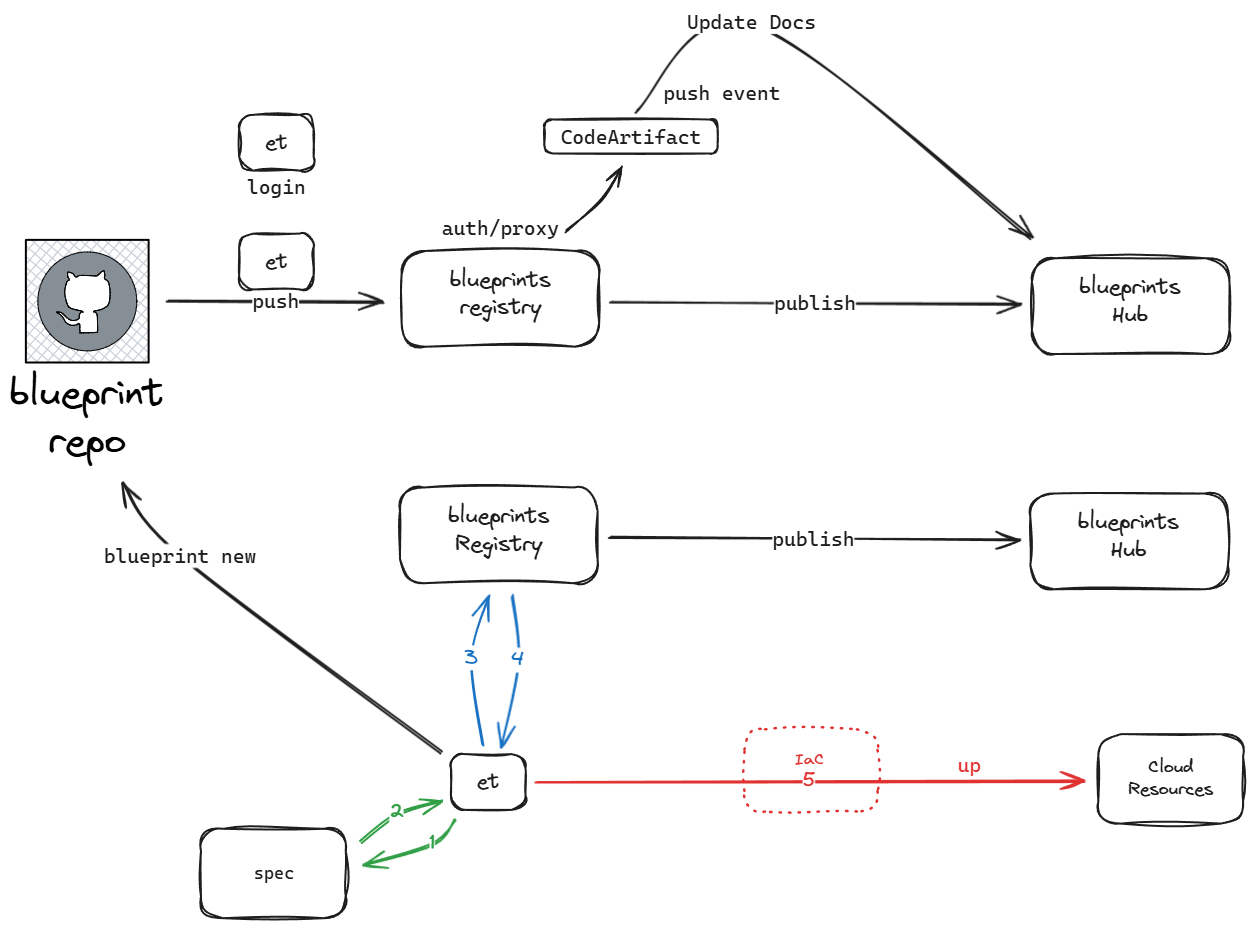 Update Docs
push event
CodeArtifact
et
login
auth/proxy
et
push
blueprints
registry
publish
blueprints
Hub
blueprint
repo
blueprints
Registry
publish
blueprints
Hub
blueprint new
3
4
et
IaC
5
up
Cloud
Resources
2
1
spec